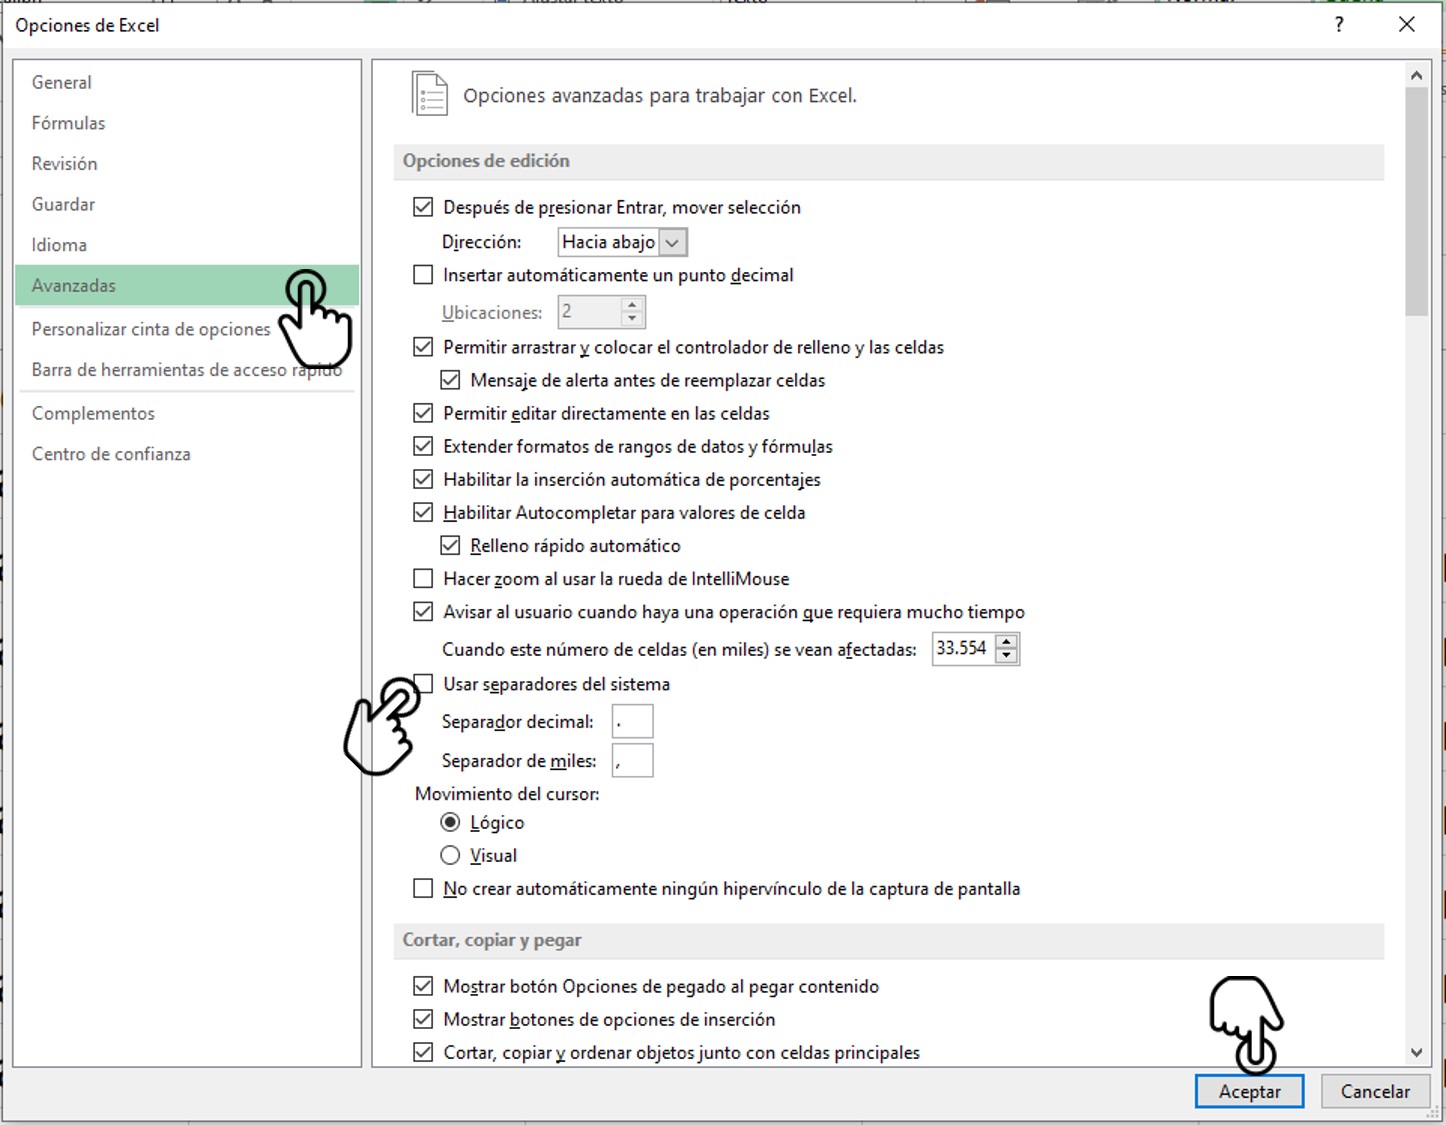 Opciones de Excel
?
General
Fórmulas
Revisión
Guardar
Idioma
Avanzadas
Personalizar cinta de opciones
Barra de herramientas de acceso rápido
Complementos
Centro de confianza
Opciones avanzadas para trabajar con Excel.
Opciones de edición
Después de presionar Entrar, mover selección
Dirección: Hacia abajo
Insertar automáticamente un punto decimal
Ubicaciones: 2
Permitir arrastrar y colocar el controlador de relleno y las celdas
Mensaje de alerta antes de reemplazar celdas
Permitir editar directamente en las celdas
Extender formatos de rangos de datos y fórmulas
Habilitar la inserción automática de porcentajes
Habilitar Autocompletar para valores de celda
Relleno rápido automático
Hacer zoom al usar la rueda de IntelliMouse
Avisar al usuario cuando haya una operación que requiera mucho tiempo
Cuando este número de celdas (en miles) se vean afectadas: 33.554
Usar separadores del sistema
Separador decimal: .
Separador de miles: ,
Movimiento del cursor:
Lógico
Visual
No crear automáticamente ningún hipervínculo de la captura de pantalla
Cortar, copiar y pegar
Mostrar botón Opciones de pegado al pegar contenido
Mostrar botones de opciones de inserción
Cortar, copiar y ordenar objetos junto con celdas principales
Aceptar Cancelar